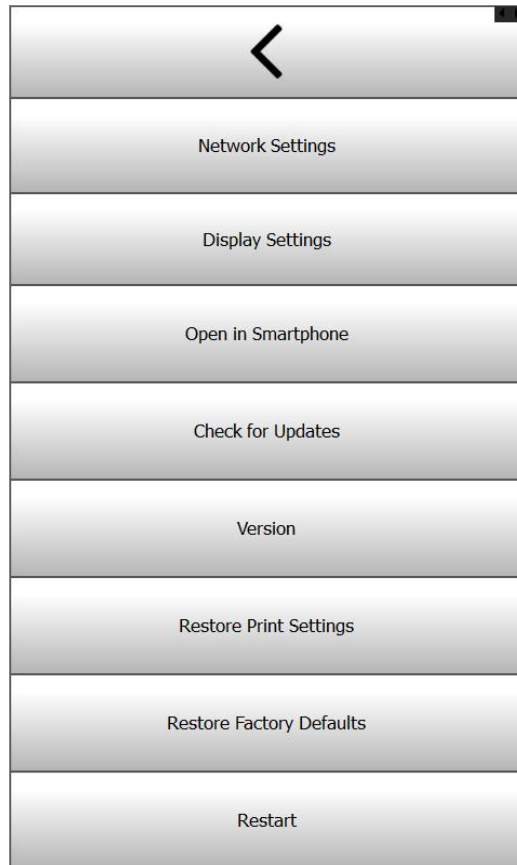 Network Settings
Display Settings
Open in Smartphone
Check for Updates
Version
Restore Print Settings
Restore Factory Defaults
Restart